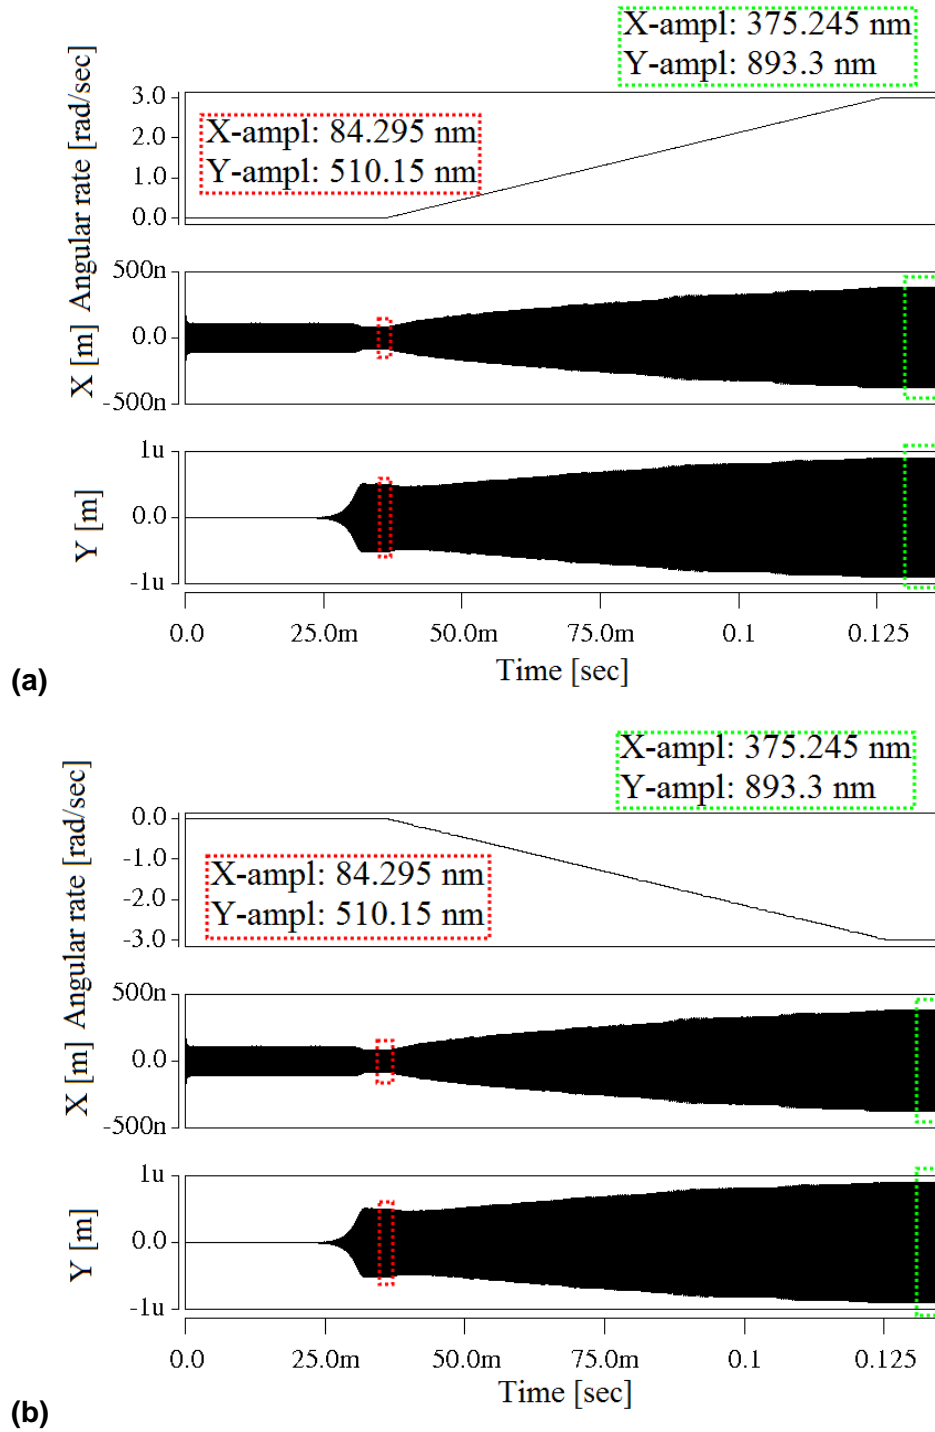 X-ampl: 375.245 nm
Y-ampl: 893.3 nm
Angular rate [rad/sec]
3.0
2.0
1.0
0.0
X-ampl: 84.295 nm
Y-ampl: 510.15 nm
X [m]
500n
0.0
-500n
Y [m]
1u
0.0
-1u
0.0 25.0m 50.0m 75.0m 0.1 0.125
Time [sec]
(a)
X-ampl: 375.245 nm
Y-ampl: 893.3 nm
Angular rate [rad/sec]
0.0
-1.0
-2.0
-3.0
X-ampl: 84.295 nm
Y-ampl: 510.15 nm
X [m]
500n
0.0
-500n
Y [m]
1u
0.0
-1u
0.0 25.0m 50.0m 75.0m 0.1 0.125
Time [sec]
(b)